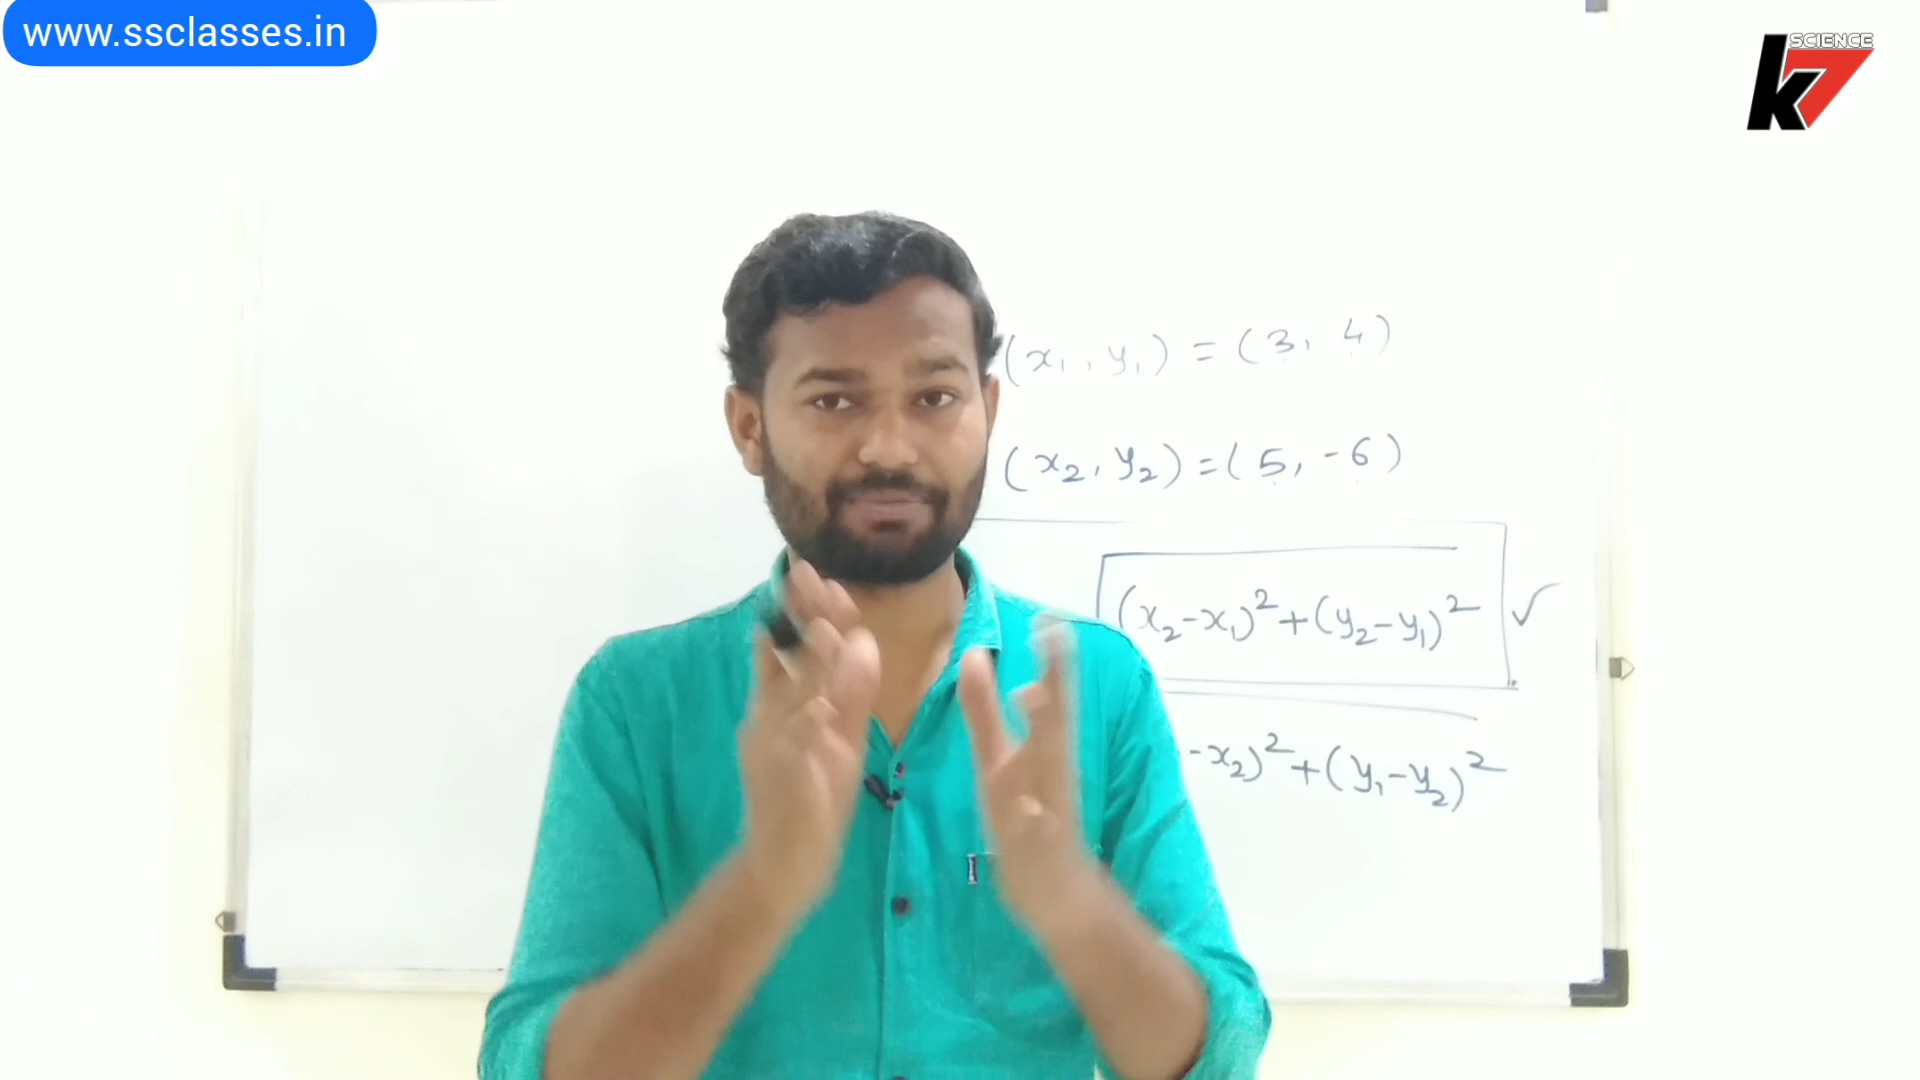 www.ssclasses.in
SCIENCE
K7
(x₁, y₁) = (3, 4)
(x₂, y₂) = (5, -6)
(x₂-x₁)²+(y₂-y₁)² ✓
-x₂)²+(y₁-y₂)²